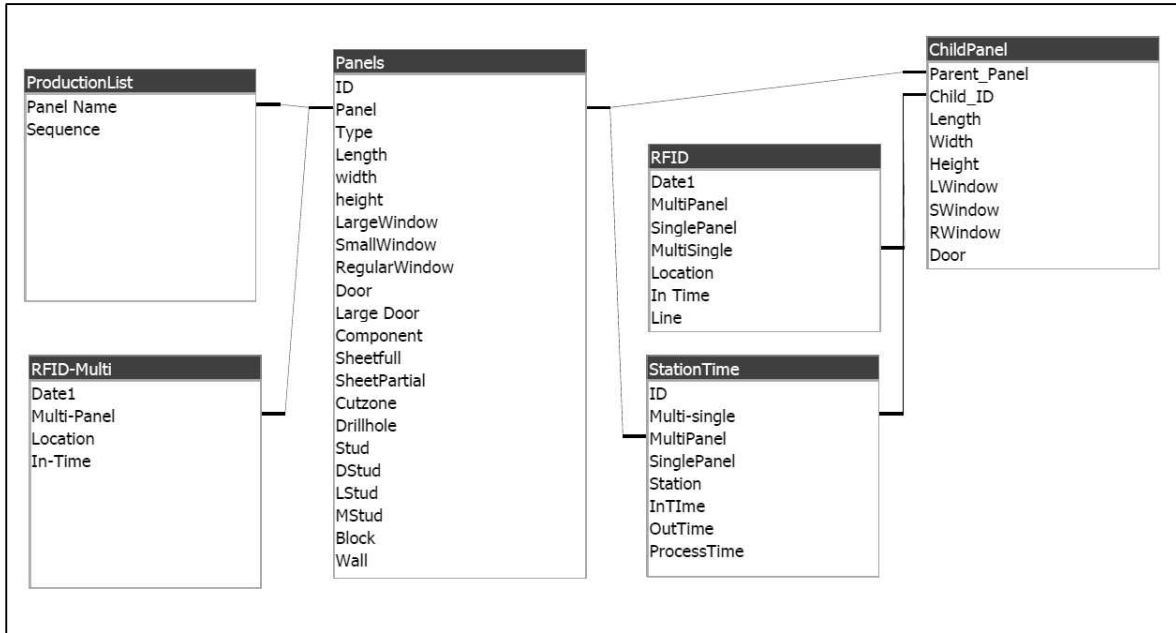 ProductionList
Panel Name
Sequence
RFID-Multi
Date1
Multi-Panel
Location
In-Time
Panels
ID
Panel
Type
Length
width
height
LargeWindow
SmallWindow
RegularWindow
Door
Large Door
Component
Sheetfull
SheetPartial
Cutzone
Drillhole
Stud
DStud
LStud
MStud
Block
Wall
RFID
Date1
MultiPanel
SinglePanel
MultiSingle
Location
In Time
Line
StationTime
ID
Multi-single
MultiPanel
SinglePanel
Station
InTIme
OutTime
ProcessTime
ChildPanel
Parent_Panel
Child_ID
Length
Width
Height
LWindow
SWindow
RWindow
Door